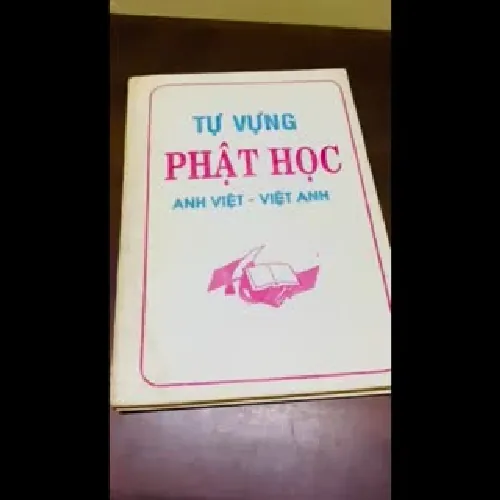 TỰ VỰNG
PHẬT HỌC
ANH VIỆT - VIỆT ANH